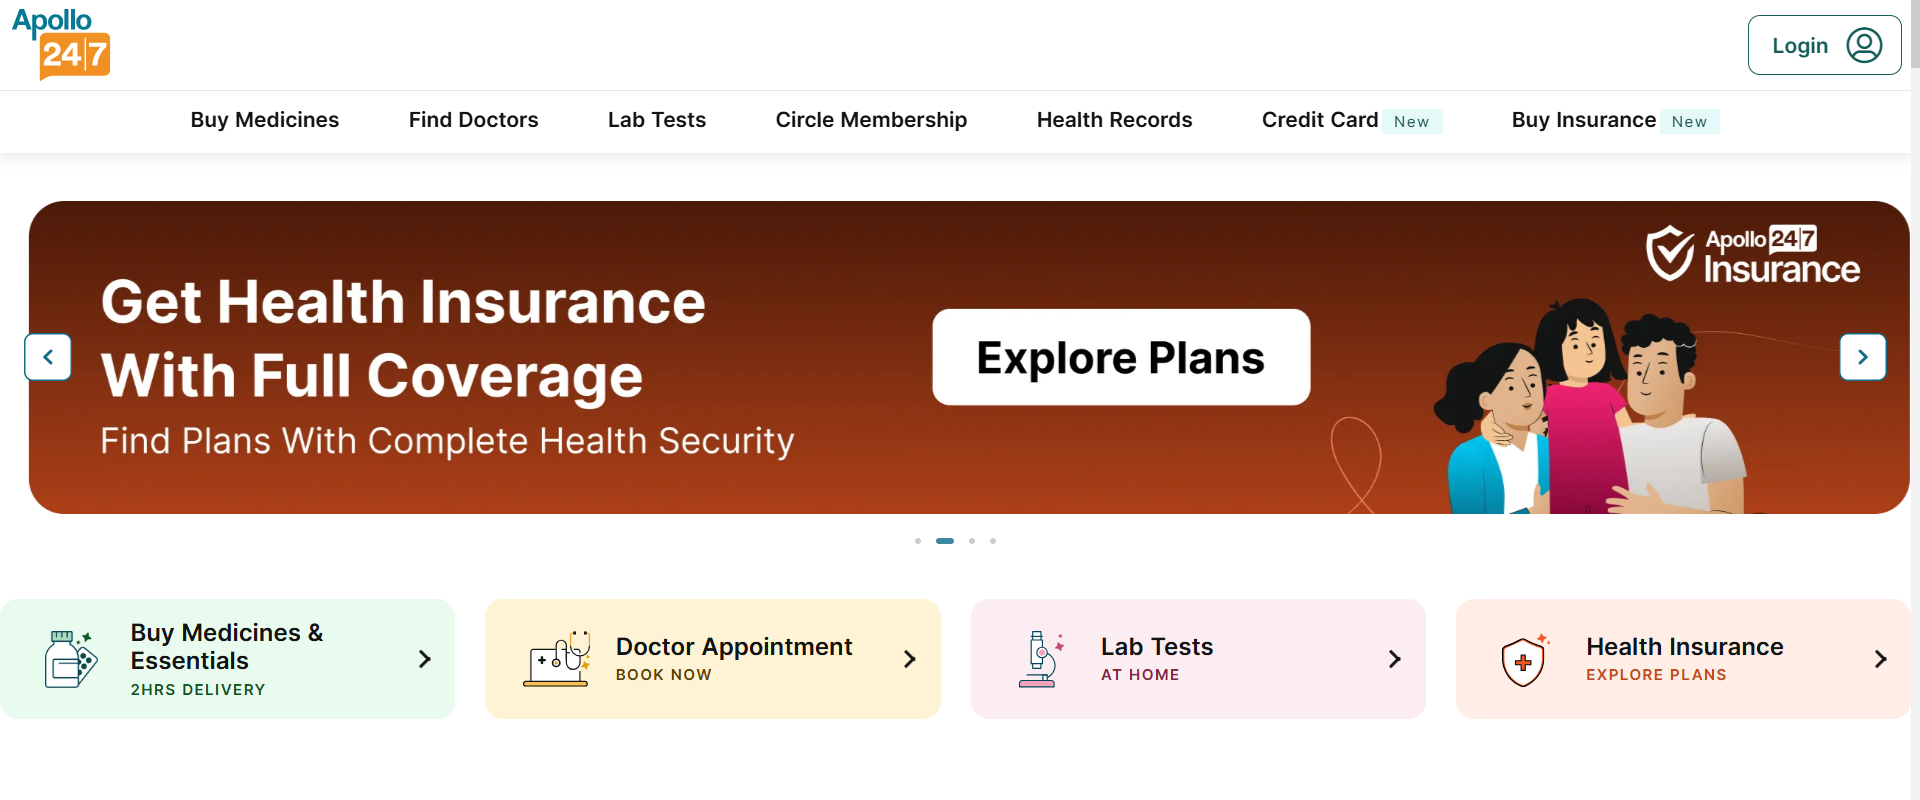 Apollo
24|7
Login
Buy Medicines
Find Doctors
Lab Tests
Circle Membership
Health Records
Credit Card New
Buy Insurance New
Get Health Insurance
With Full Coverage
Find Plans With Complete Health Security
Explore Plans
Apollo 24|7
Insurance
Buy Medicines &
Essentials
2HRS DELIVERY
Doctor Appointment
BOOK NOW
Lab Tests
AT HOME
Health Insurance
EXPLORE PLANS